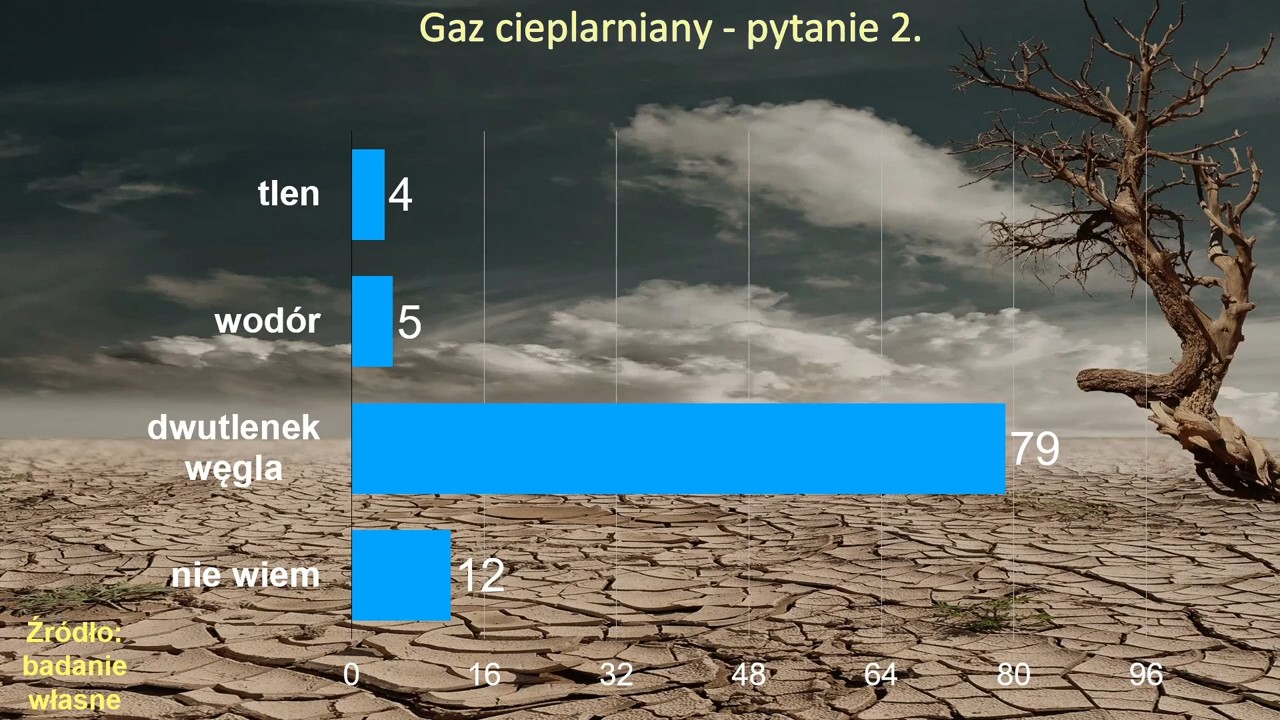 Gaz cieplarniany - pytanie 2.
tlen
4
wodór
5
dwutlenek
węgla
79
nie wiem
12
Źródło:
badanie
własne
0 16 32 48 64 80 96